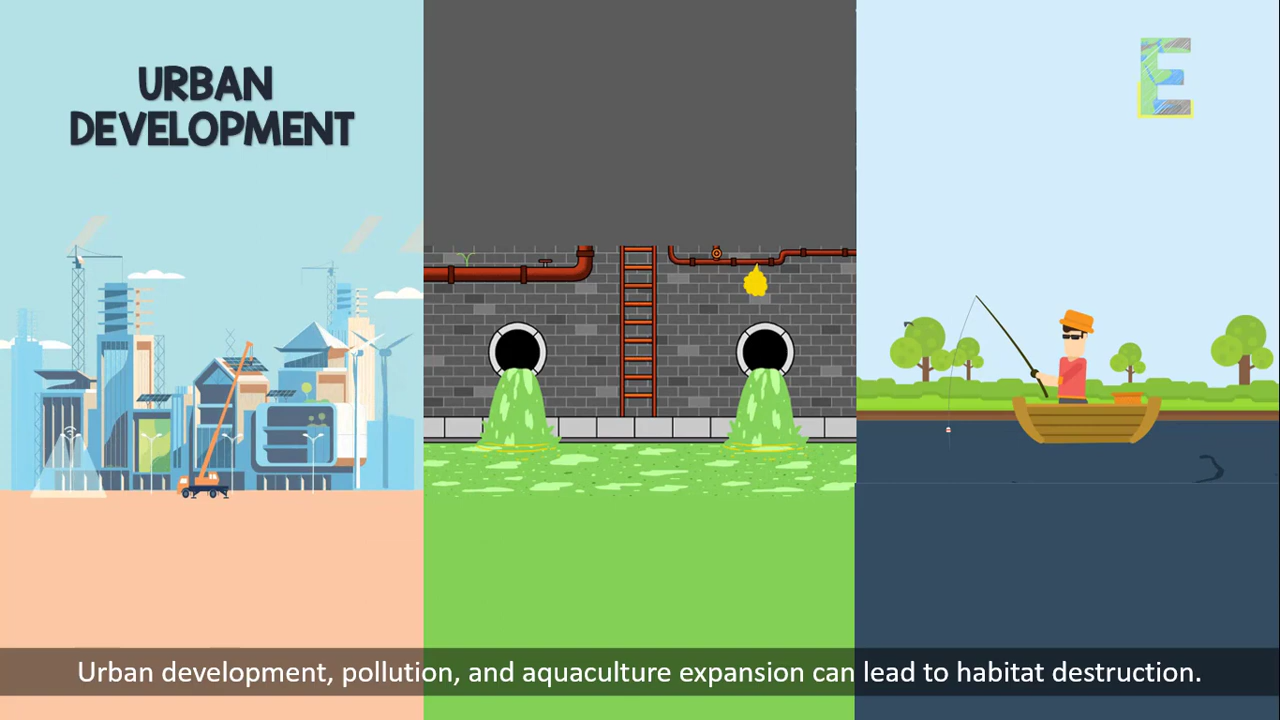 URBAN
DEVELOPMENT
E
Urban development, pollution, and aquaculture expansion can lead to habitat destruction.